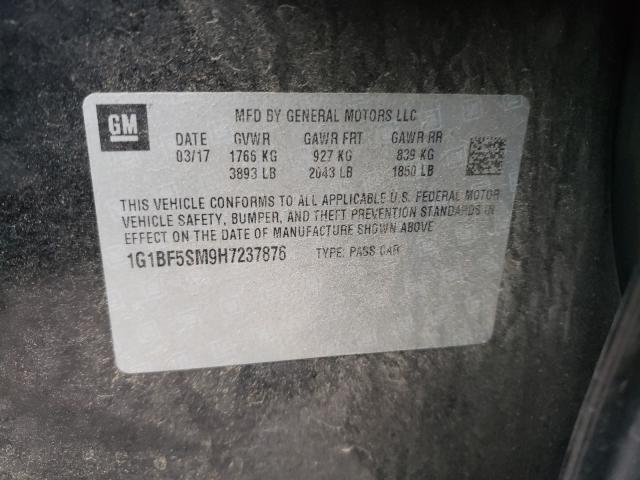 GM
MFD BY GENERAL MOTORS LLC
DATE GVWR GAWR FRT GAWR RR
03/17 1766 KG 927 KG 839 KG
3893 LB 2043 LB 1850 LB
THIS VEHICLE CONFORMS TO ALL APPLICABLE U.S. FEDERAL MOTOR
VEHICLE SAFETY, BUMPER, AND THEFT PREVENTION STANDARDS IN
EFFECT ON THE DATE OF MANUFACTURE SHOWN ABOVE
1G1BF5SM9H7237876 TYPE: PASS CAR